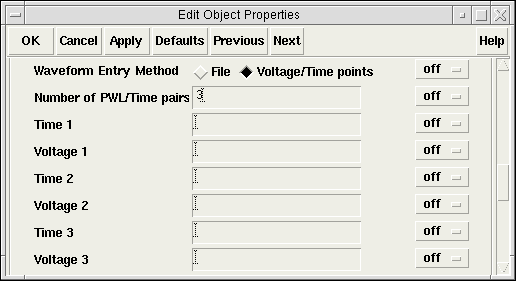 Edit Object Properties
OK Cancel Apply Defaults Previous Next Help
Waveform Entry Method File Voltage/Time points off
Number of PWL/Time pairs 3 off
Time 1 off
Voltage 1 off
Time 2 off
Voltage 2 off
Time 3 off
Voltage 3 off